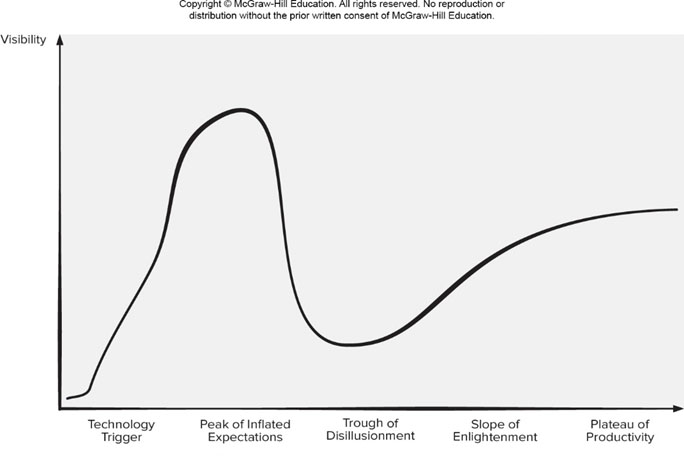 Copyright © McGraw-Hill Education. All rights reserved. No reproduction or
distribution without the prior written consent of McGraw-Hill Education.
Visibility
Technology
Trigger
Peak of Inflated
Expectations
Trough of
Disillusionment
Slope of
Enlightenment
Plateau of
Productivity